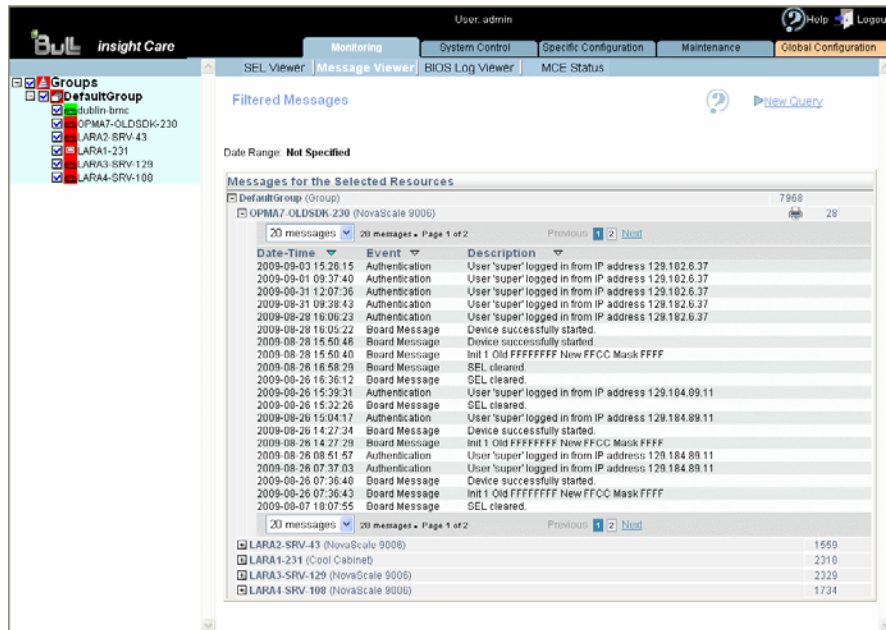 User: admin
Help
Logou
Bull
insight Care
Monitoring
System Control
Specific Configuration
Maintenance
Global Configuration
SEL Viewer
Message Viewer
BIOS Log Viewer
MCE Status
Groups
DefaultGroup
dublin-bmc
OPMA7-OLDSDK-230
LARA2-SRV-43
LARA1-231
LARA3-SRV-129
LARA4-SRV-108
Filtered Messages
New Query
Date Range: Not Specified
Messages for the Selected Resources
DefaultGroup (Group) 7968
OPMA7-OLDSDK-230 (NovaScale 9006) 28
20 messages 28 messages - Page 1 of 2 Previous 1 2 Next
Date-Time Event Description
2009-09-03 15:26:15 Authentication User 'super' logged in from IP address 129.182.6.37
2009-09-01 09:37:40 Authentication User 'super' logged in from IP address 129.182.6.37
2009-08-31 12:07:36 Authentication User 'super' logged in from IP address 129.182.6.37
2009-08-31 09:38:43 Authentication User 'super' logged in from IP address 129.182.6.37
2009-08-28 16:06:23 Authentication User 'super' logged in from IP address 129.182.6.37
2009-08-28 16:05:22 Board Message Device successfully started.
2009-08-28 15:50:46 Board Message Device successfully started.
2009-08-28 15:50:40 Board Message Init 1 Old FFFFFFFF New FFCC Mask FFFF
2009-08-26 16:58:29 Board Message SEL cleared.
2009-08-26 16:36:12 Board Message SEL cleared.
2009-08-26 15:39:31 Authentication User 'super' logged in from IP address 129.184.89.11
2009-08-26 15:32:26 Board Message SEL cleared.
2009-08-26 15:04:17 Authentication User 'super' logged in from IP address 129.184.89.11
2009-08-26 14:27:34 Board Message Device successfully started.
2009-08-26 14:27:29 Board Message Init 1 Old FFFFFFFF New FFCC Mask FFFF
2009-08-26 08:51:57 Authentication User 'super' logged in from IP address 129.184.89.11
2009-08-26 07:37:03 Authentication User 'super' logged in from IP address 129.184.89.11
2009-08-26 07:36:48 Board Message Device successfully started.
2009-08-26 07:36:43 Board Message Init 1 Old FFFFFFFF New FFCC Mask FFFF
2009-08-07 18:07:55 Board Message SEL cleared.
20 messages 28 messages - Page 1 of 2 Previous 1 2 Next
LARA2-SRV-43 (NovaScale 9006) 1559
LARA1-231 (Cool Cabinet) 2318
LARA3-SRV-129 (NovaScale 9006) 2329
LARA4-SRV-108 (NovaScale 9006) 1734